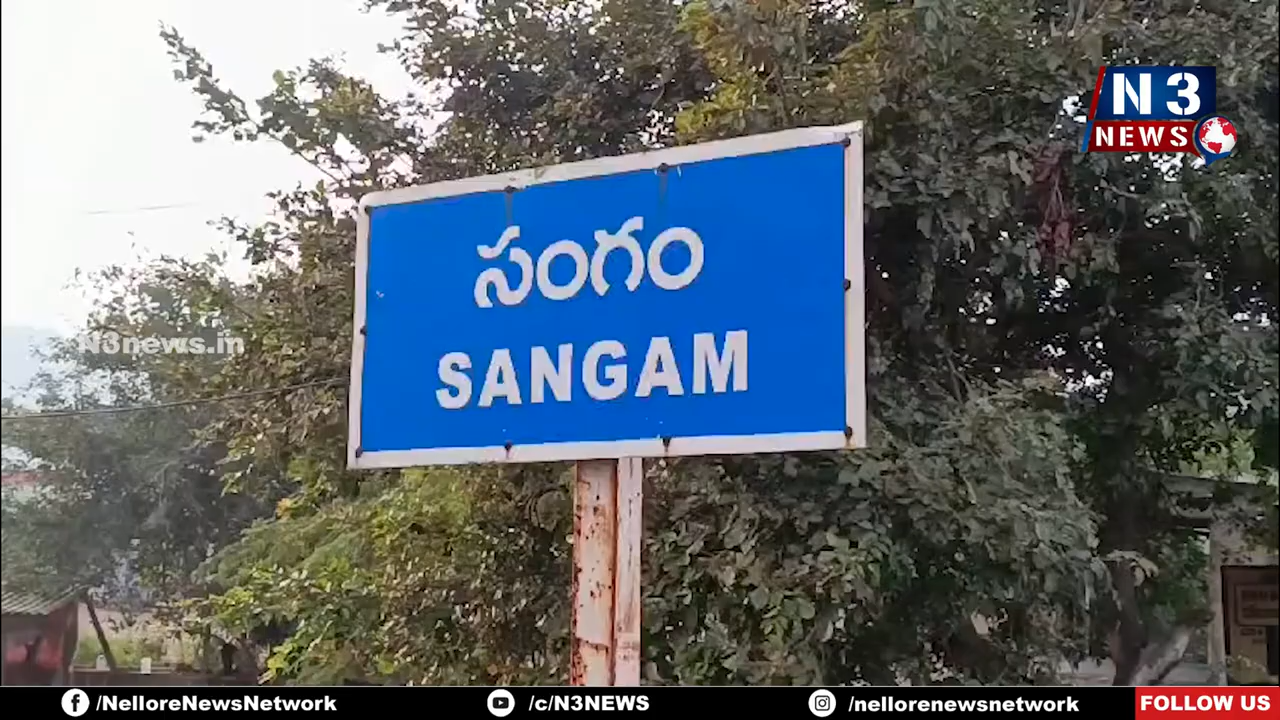 N3
NEWS
సంగం
SANGAM
N3news.in
/NelloreNewsNetwork
/c/N3NEWS
/nellorenewsnetwork
FOLLOW US